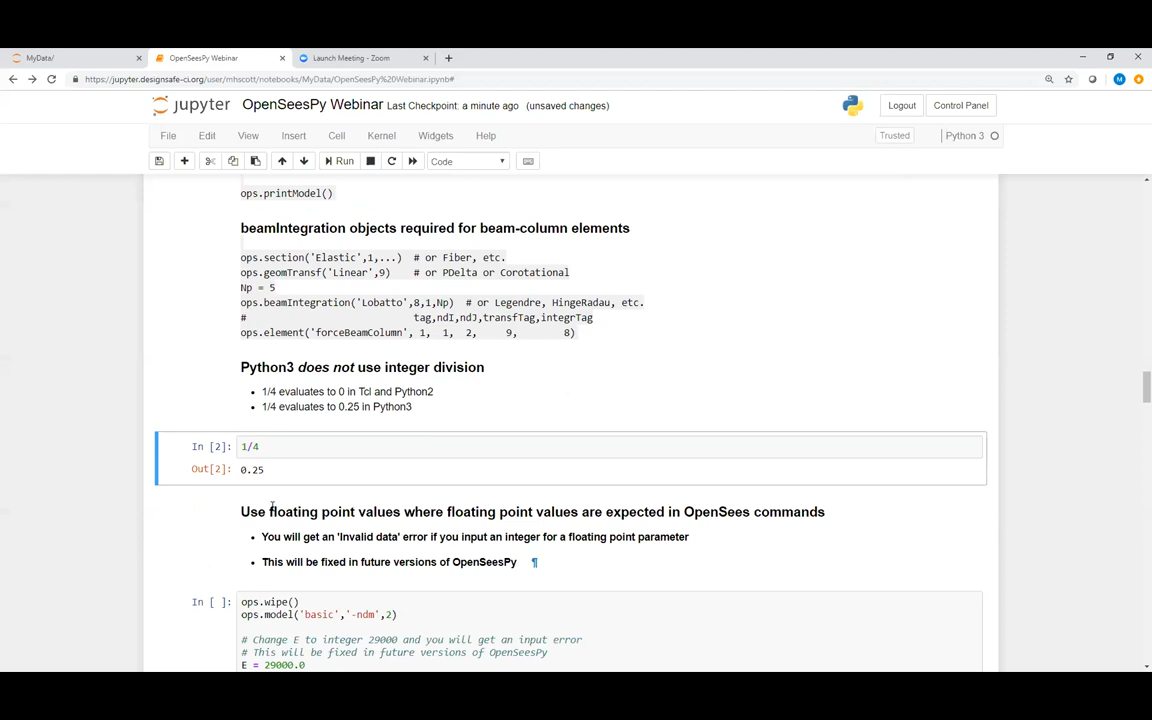 MyData/
OpenSeesPy Webinar
Launch Meeting - Zoom
https://jupyter.designsafe-ci.org/user/mhscott/notebooks/MyData/OpenSeesPy%20Webinar.ipynb#
M
jupyter OpenSeesPy Webinar Last Checkpoint: a minute ago (unsaved changes)
Logout Control Panel
File Edit View Insert Cell Kernel Widgets Help
Trusted Python 3
Run Code
ops.printModel()
beamIntegration objects required for beam-column elements
ops.section('Elastic',1,...) # or Fiber, etc.
ops.geomTransf('Linear',9) # or PDelta or Corotational
Np = 5
ops.beamIntegration('Lobatto',8,1,Np) # or Legendre, HingeRadau, etc.
# tag,ndI,ndJ,transfTag,integrTag
ops.element('forceBeamColumn', 1, 1, 2, 9, 8)
Python3 does not use integer division
• 1/4 evaluates to 0 in Tcl and Python2
• 1/4 evaluates to 0.25 in Python3
In [2]: 1/4
Out[2]: 0.25
Use floating point values where floating point values are expected in OpenSees commands
• You will get an 'Invalid data' error if you input an integer for a floating point parameter
• This will be fixed in future versions of OpenSeesPy ¶
In [ ]: ops.wipe()
ops.model('basic','-ndm',2)
# Change E to integer 29000 and you will get an input error
# This will be fixed in future versions of OpenSeesPy
E = 29000.0